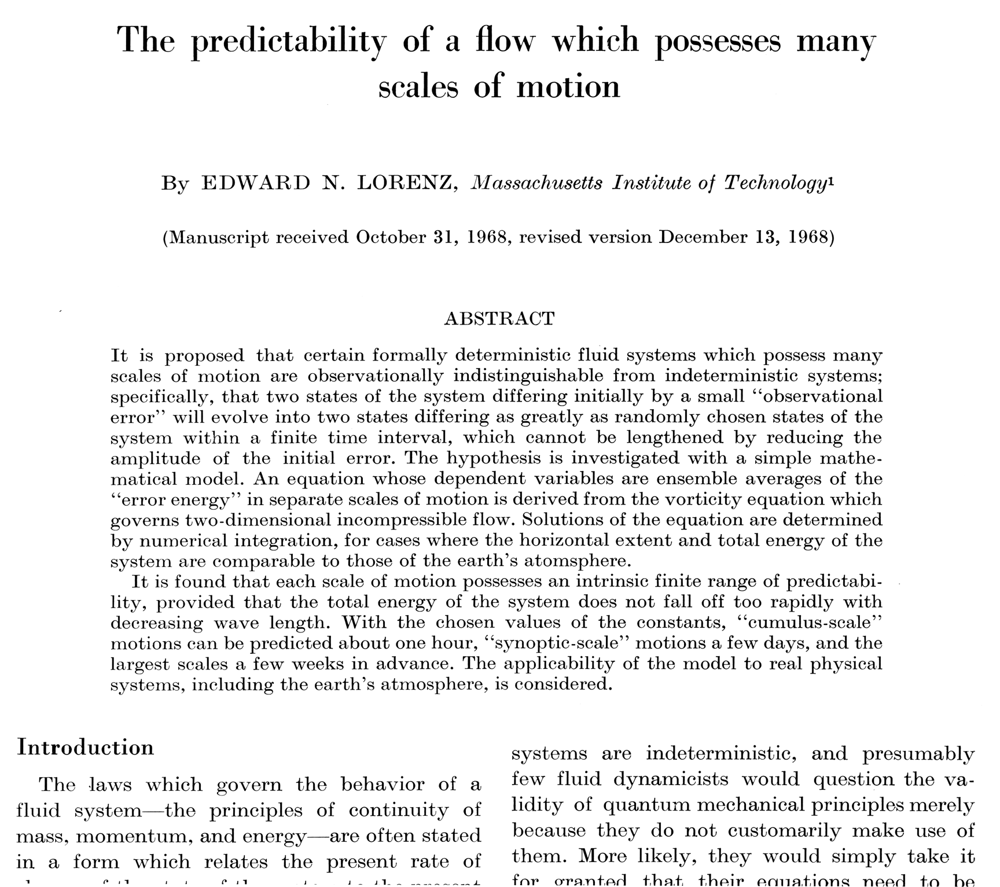 The predictability of a flow which possesses many
scales of motion
By EDWARD N. LORENZ, Massachusetts Institute of Technology¹
(Manuscript received October 31, 1968, revised version December 13, 1968)
ABSTRACT
It is proposed that certain formally deterministic fluid systems which possess many
scales of motion are observationally indistinguishable from indeterministic systems;
specifically, that two states of the system differing initially by a small “observational
error” will evolve into two states differing as greatly as randomly chosen states of the
system within a finite time interval, which cannot be lengthened by reducing the
amplitude of the initial error. The hypothesis is investigated with a simple mathe-
matical model. An equation whose dependent variables are ensemble averages of the
“error energy” in separate scales of motion is derived from the vorticity equation which
governs two-dimensional incompressible flow. Solutions of the equation are determined
by numerical integration, for cases where the horizontal extent and total energy of the
system are comparable to those of the earth’s atomsphere.
It is found that each scale of motion possesses an intrinsic finite range of predictabi-
lity, provided that the total energy of the system does not fall off too rapidly with
decreasing wave length. With the chosen values of the constants, “cumulus-scale”
motions can be predicted about one hour, “synoptic-scale” motions a few days, and the
largest scales a few weeks in advance. The applicability of the model to real physical
systems, including the earth’s atmosphere, is considered.
Introduction
The laws which govern the behavior of a
fluid system—the principles of continuity of
mass, momentum, and energy—are often stated
in a form which relates the present rate of
systems are indeterministic, and presumably
few fluid dynamicists would question the va-
lidity of quantum mechanical principles merely
because they do not customarily make use of
them. More likely, they would simply take it
for granted that their equations need to be